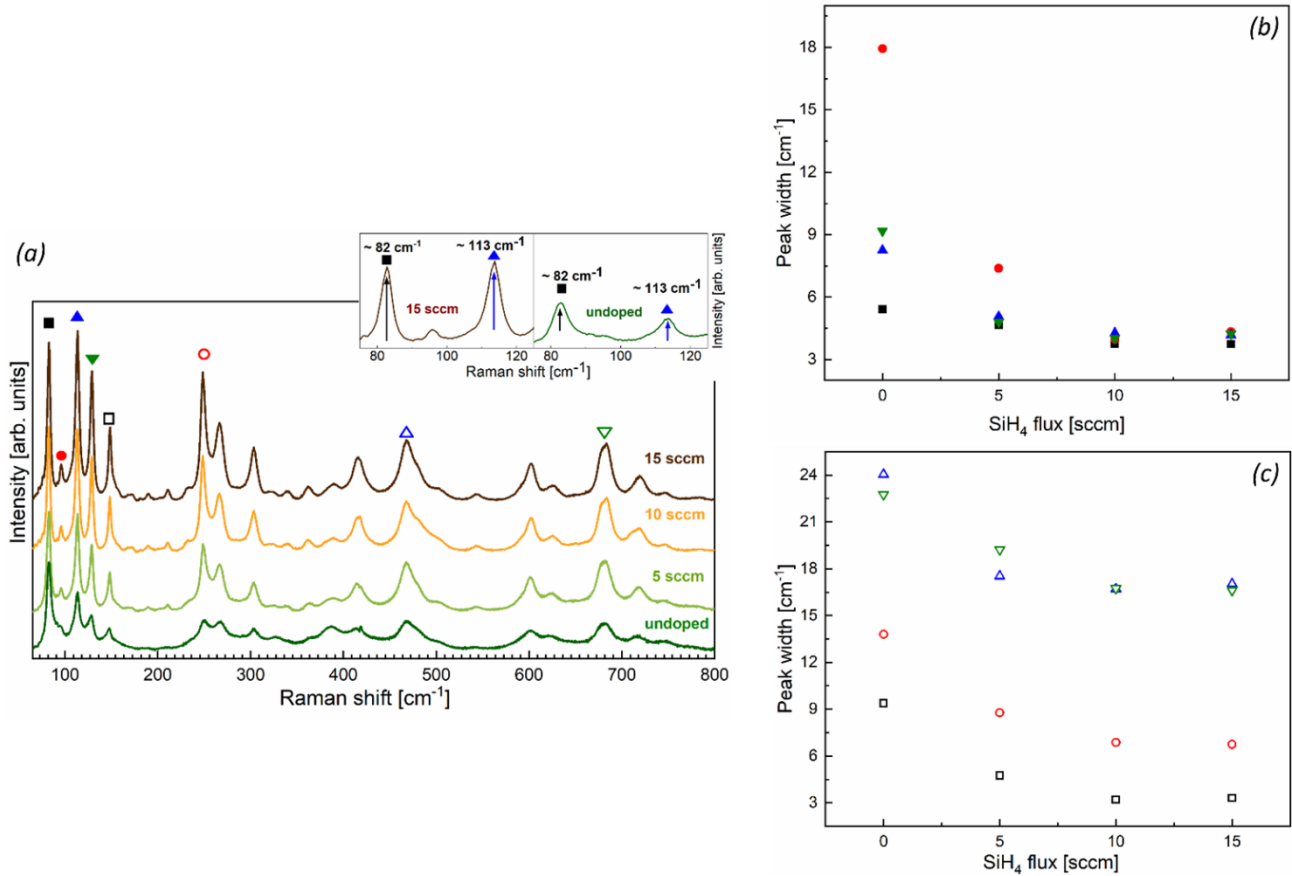 (a)
~ 82 cm⁻¹
~ 113 cm⁻¹
15 sccm
~ 82 cm⁻¹
~ 113 cm⁻¹
undoped
Intensity [arb. units]
80 100 120 80 100 120
Raman shift [cm⁻¹]
Raman shift [cm⁻¹]
Intensity [arb. units]
15 sccm
10 sccm
5 sccm
undoped
100 200 300 400 500 600 700 800
Raman shift [cm⁻¹]
(b)
Peak width [cm⁻¹]
18
15
12
9
6
3
0 5 10 15
SiH₄ flux [sccm]
(c)
Peak width [cm⁻¹]
24
21
18
15
12
9
6
3
0 5 10 15
SiH₄ flux [sccm]